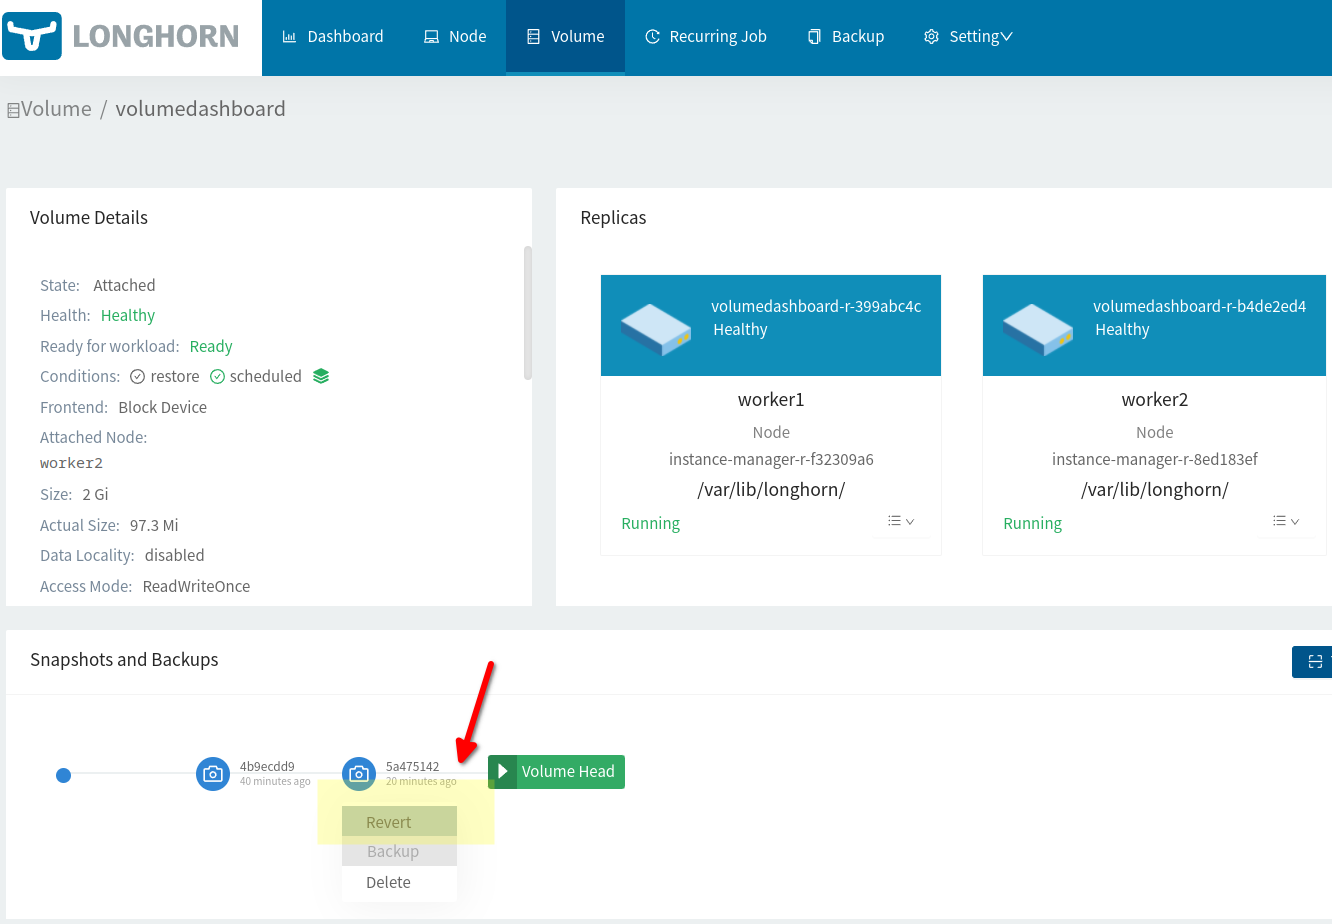 LONGHORN
Dashboard
Node
Volume
Recurring Job
Backup
Setting
Volume / volumedashboard
Volume Details
State: Attached
Health: Healthy
Ready for workload: Ready
Conditions: restore scheduled
Frontend: Block Device
Attached Node:
worker2
Size: 2 Gi
Actual Size: 97.3 Mi
Data Locality: disabled
Access Mode: ReadWriteOnce
Replicas
volumedashboard-r-399abc4c
Healthy
worker1
Node
instance-manager-r-f32309a6
/var/lib/longhorn/
Running
volumedashboard-r-b4de2ed4
Healthy
worker2
Node
instance-manager-r-8ed183ef
/var/lib/longhorn/
Running
Snapshots and Backups
4b9ecdd9
40 minutes ago
5a475142
20 minutes ago
Volume Head
Revert
Backup
Delete